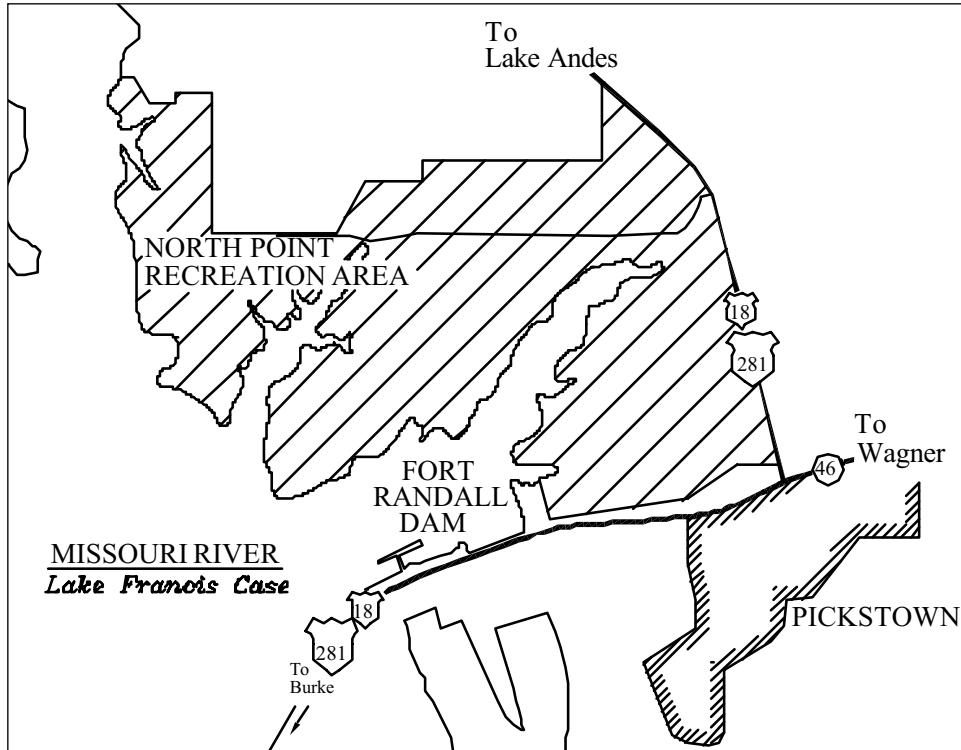 To
Lake Andes
NORTH POINT
RECREATION AREA
18
281
To
Wagner
46
FORT
RANDALL
DAM
MISSOURI RIVER
Lake Francis Case
18
281
To
Burke
PICKSTOWN